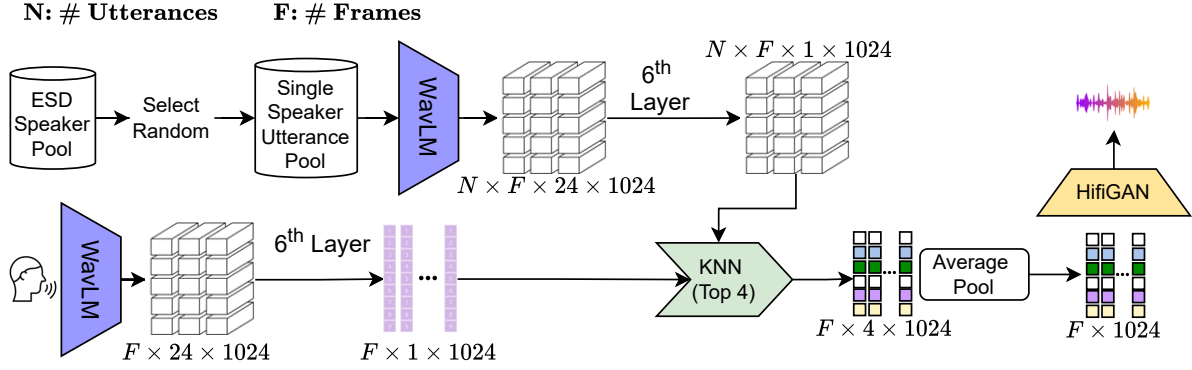 N: # Utterances
F: # Frames
ESD
Speaker
Pool
Select
Random
Single
Speaker
Utterance
Pool
WavLM
N × F × 24 × 1024
6th
Layer
N × F × 1 × 1024
WavLM
F × 24 × 1024
6th Layer
...
F × 1 × 1024
KNN
(Top 4)
...
F × 4 × 1024
Average
Pool
...
F × 1024
HifiGAN